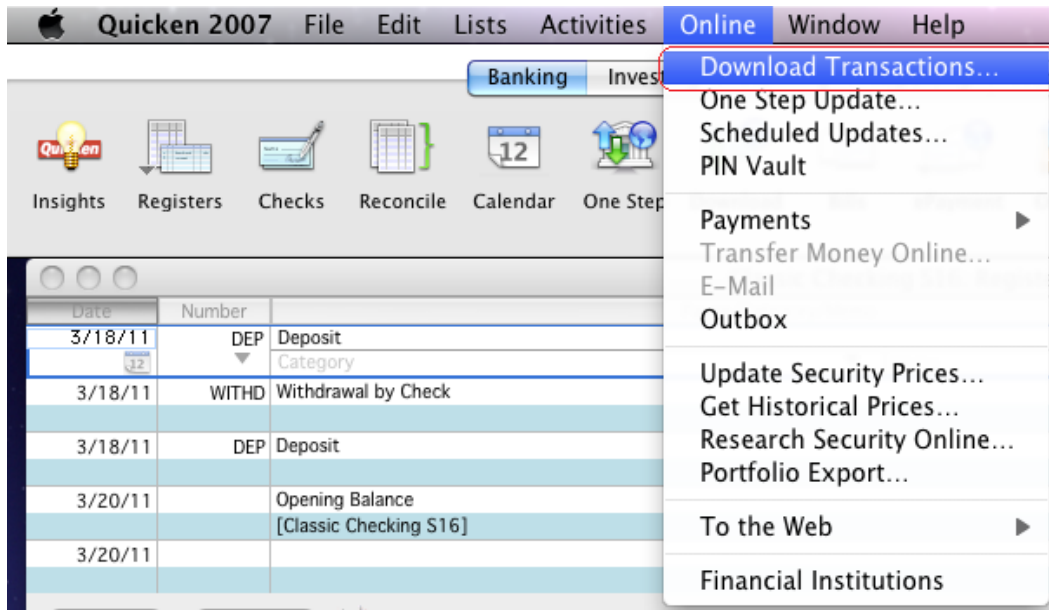 Quicken 2007 File Edit Lists Activities Online Window Help
Banking Invest
Download Transactions...
One Step Update...
Scheduled Updates...
PIN Vault
Payments
Transfer Money Online...
E-Mail
Outbox
Update Security Prices...
Get Historical Prices...
Research Security Online...
Portfolio Export...
To the Web
Financial Institutions
Quicken
12
Insights Registers Checks Reconcile Calendar One Step
Date Number
3/18/11 DEP Deposit
12 Category
3/18/11 WITHD Withdrawal by Check
3/18/11 DEP Deposit
3/20/11 Opening Balance
[Classic Checking S16]
3/20/11